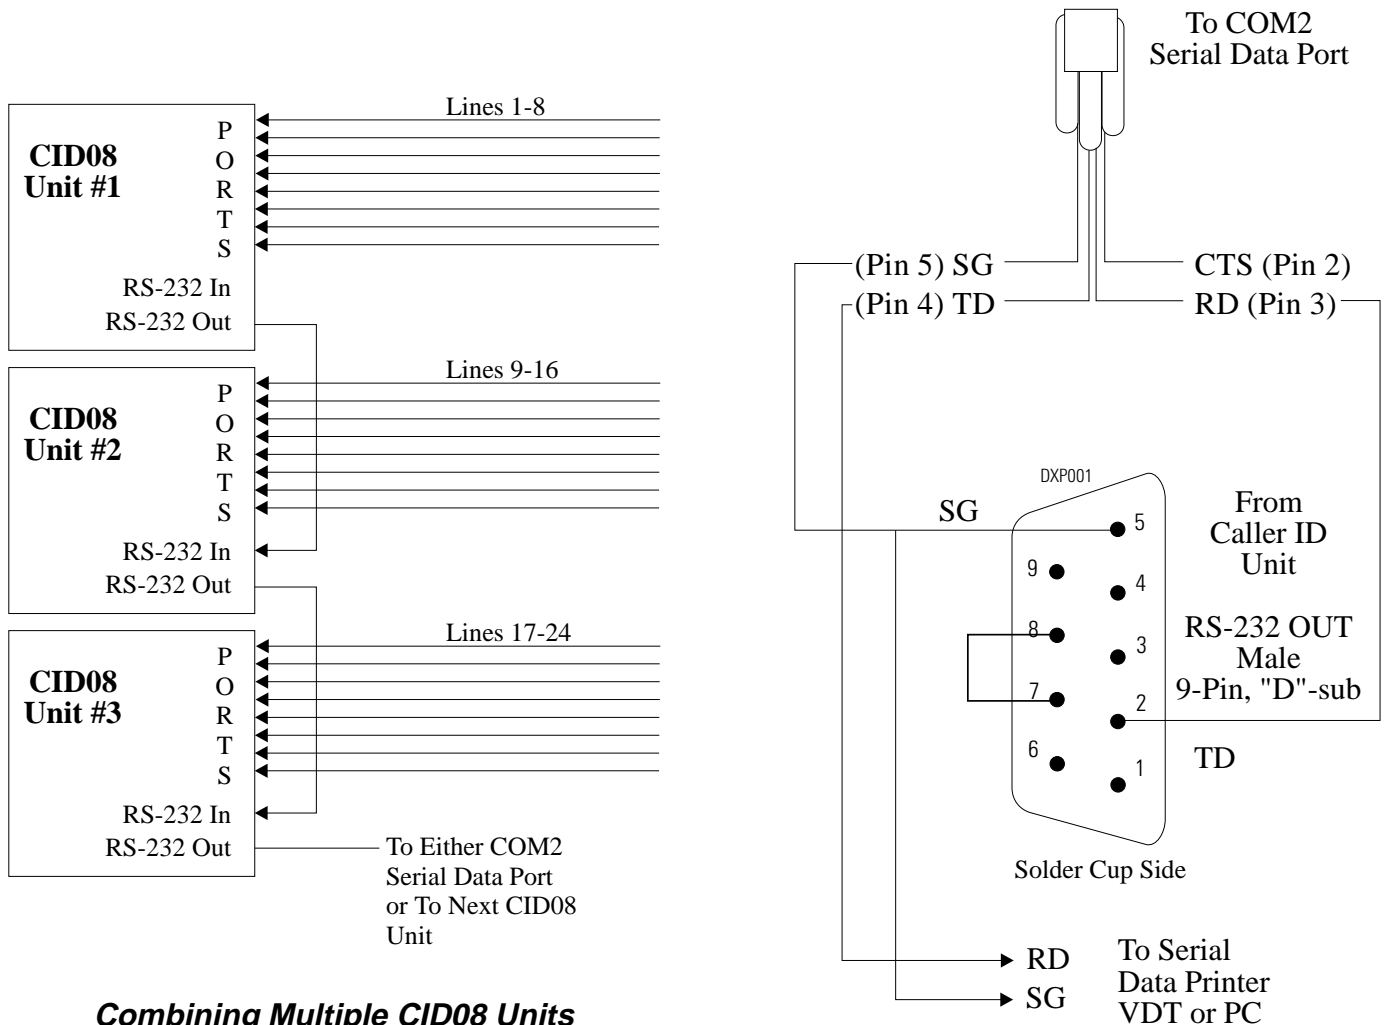 CID08
Unit #1
P
O
R
T
S
Lines 1-8
RS-232 In
RS-232 Out
CID08
Unit #2
P
O
R
T
S
Lines 9-16
RS-232 In
RS-232 Out
CID08
Unit #3
P
O
R
T
S
Lines 17-24
RS-232 In
RS-232 Out
To Either COM2
Serial Data Port
or To Next CID08
Unit
Combining Multiple CID08 Units
To COM2
Serial Data Port
(Pin 5) SG
CTS (Pin 2)
(Pin 4) TD
RD (Pin 3)
DXP001
SG
5
9
4
8
3
7
2
6
1
From
Caller ID
Unit
RS-232 OUT
Male
9-Pin, "D"-sub
TD
Solder Cup Side
RD
SG
To Serial
Data Printer
VDT or PC